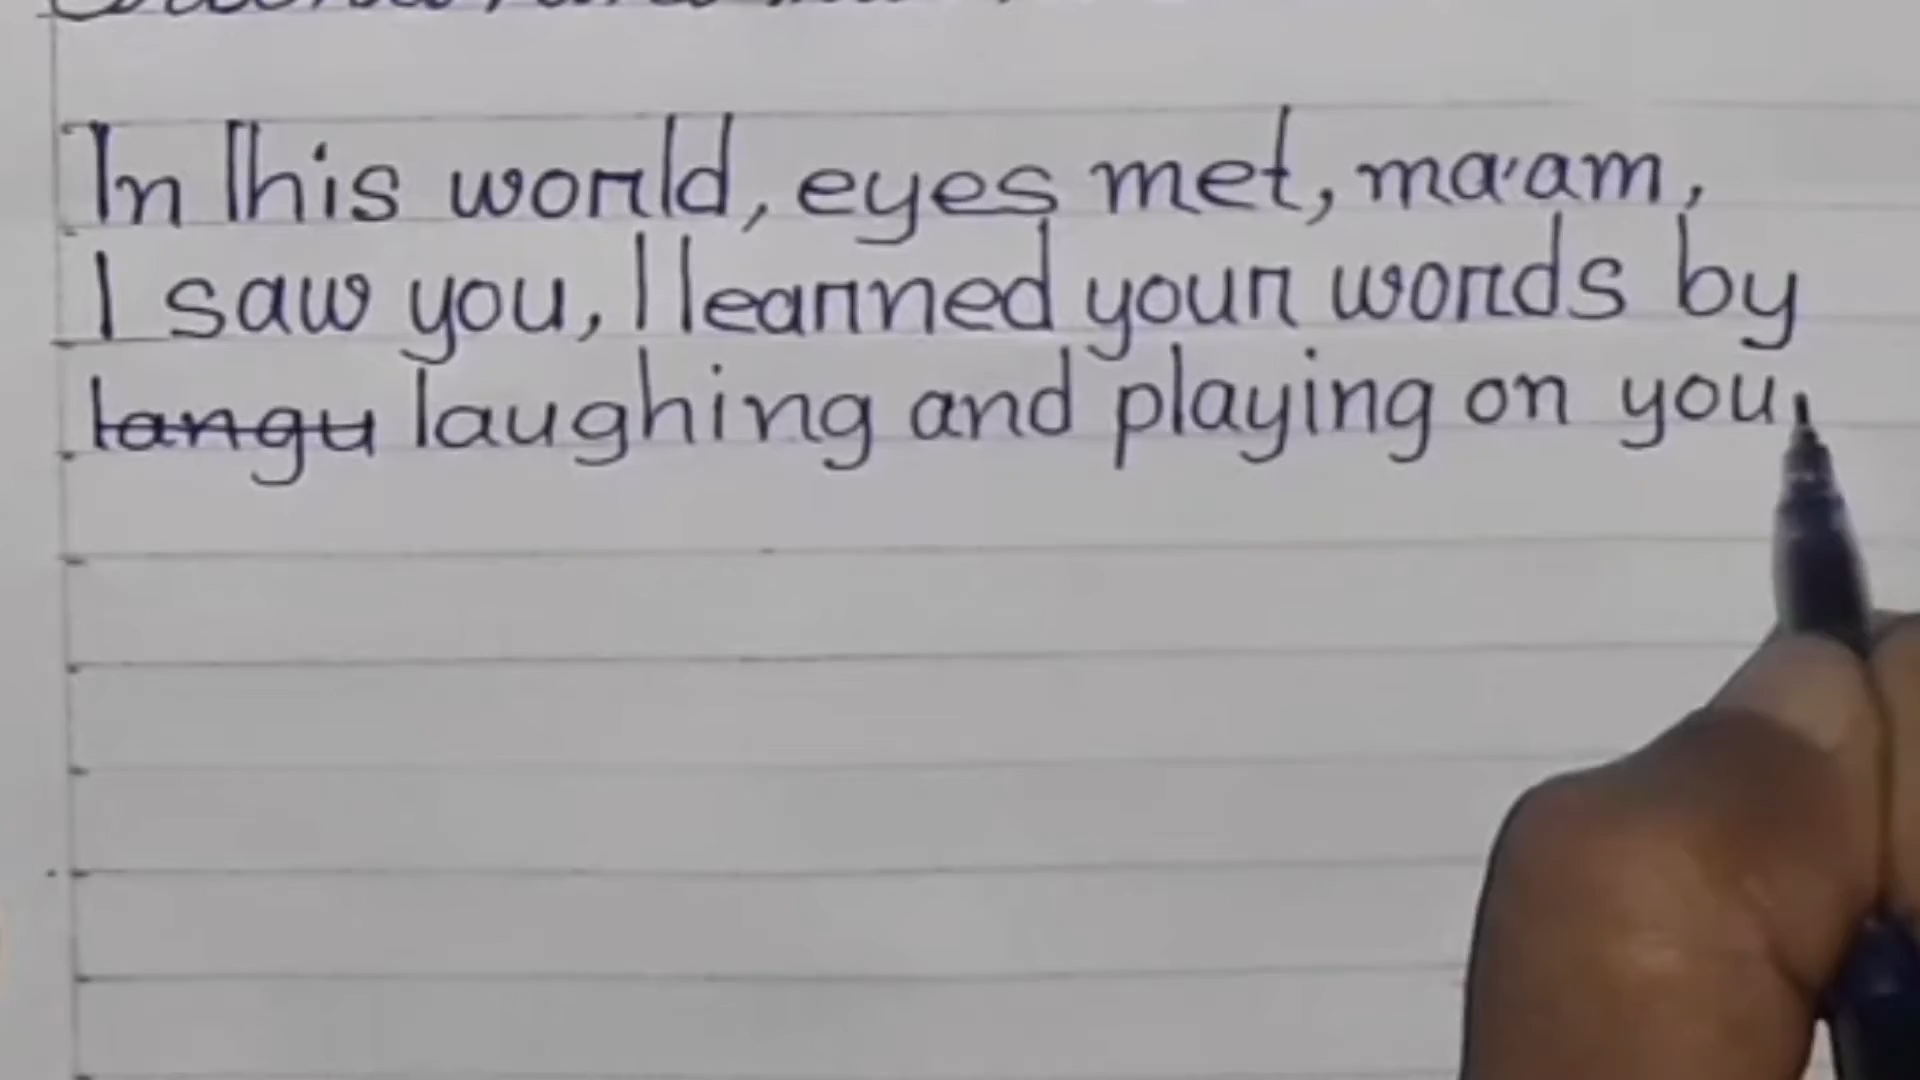 In this world, eyes met, ma'am,
I saw you, I learned your words by
langu laughing and playing on you,